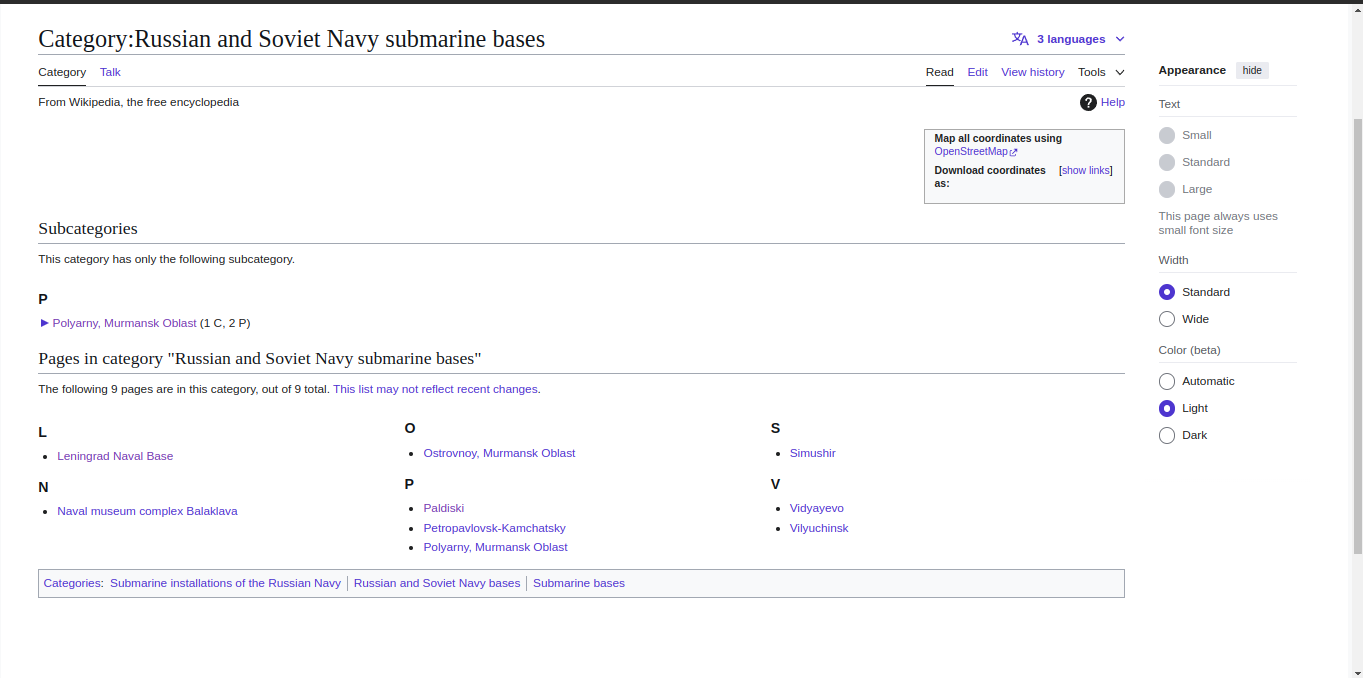 Category:Russian and Soviet Navy submarine bases
3 languages
Category Talk
Read Edit View history Tools
From Wikipedia, the free encyclopedia
? Help
Map all coordinates using
OpenStreetMap
Download coordinates as: [show links]
Subcategories
This category has only the following subcategory.
P
► Polyarny, Murmansk Oblast (1 C, 2 P)
Pages in category "Russian and Soviet Navy submarine bases"
The following 9 pages are in this category, out of 9 total. This list may not reflect recent changes.
L
• Leningrad Naval Base
N
• Naval museum complex Balaklava
O
• Ostrovnoy, Murmansk Oblast
P
• Paldiski
• Petropavlovsk-Kamchatsky
• Polyarny, Murmansk Oblast
S
• Simushir
V
• Vidyayevo
• Vilyuchinsk
Categories: Submarine installations of the Russian Navy | Russian and Soviet Navy bases | Submarine bases
Appearance hide
Text
Small
Standard
Large
This page always uses
small font size
Width
Standard
Wide
Color (beta)
Automatic
Light
Dark